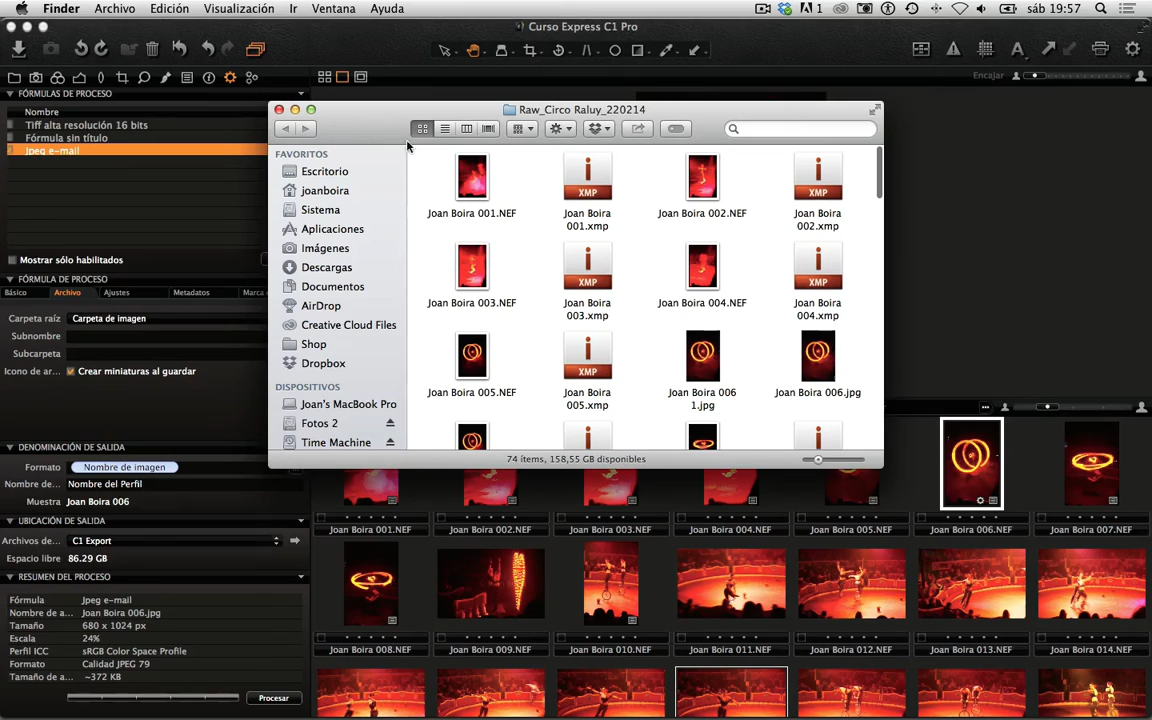 Finder Archivo Edición Visualización Ir Ventana Ayuda 1 sáb 19:57
Curso Express C1 Pro
Encajar
FÓRMULAS DE PROCESO
Nombre
Tiff alta resolución 16 bits
Fórmula sin título
Jpeg e-mail
Mostrar sólo habilitados
FÓRMULA DE PROCESO
Básico Archivo Ajustes Metadatos Marca
Carpeta raíz Carpeta de imagen
Subnombre
Subcarpeta
Icono de ar... Crear miniaturas al guardar
DENOMINACIÓN DE SALIDA
Formato Nombre de imagen
Nombre de... Nombre del Perfil
Muestra Joan Boira 006
UBICACIÓN DE SALIDA
Archivos de... C1 Export
Espacio libre 86.29 GB
RESUMEN DEL PROCESO
Fórmula Jpeg e-mail
Nombre de a... Joan Boira 006.jpg
Tamaño 680 x 1024 px
Escala 24%
Perfil ICC sRGB Color Space Profile
Formato Calidad JPEG 79
Tamaño de a... ~372 KB
Procesar
Raw_Circo Raluy_220214
FAVORITOS
Escritorio
joanboira
Sistema
Aplicaciones
Imágenes
Descargas
Documentos
AirDrop
Creative Cloud Files
Shop
Dropbox
DISPOSITIVOS
Joan's MacBook Pro
Fotos 2
Time Machine
XMP XMP
Joan Boira 001.NEF Joan Boira 001.xmp Joan Boira 002.NEF Joan Boira 002.xmp
XMP XMP
Joan Boira 003.NEF Joan Boira 003.xmp Joan Boira 004.NEF Joan Boira 004.xmp
XMP
Joan Boira 005.NEF Joan Boira 005.xmp Joan Boira 006 1.jpg Joan Boira 006.jpg
74 ítems, 158,55 GB disponibles
Joan Boira 001.NEF Joan Boira 002.NEF Joan Boira 003.NEF Joan Boira 004.NEF Joan Boira 005.NEF Joan Boira 006.NEF Joan Boira 007.NEF
Joan Boira 008.NEF Joan Boira 009.NEF Joan Boira 010.NEF Joan Boira 011.NEF Joan Boira 012.NEF Joan Boira 013.NEF Joan Boira 014.NEF